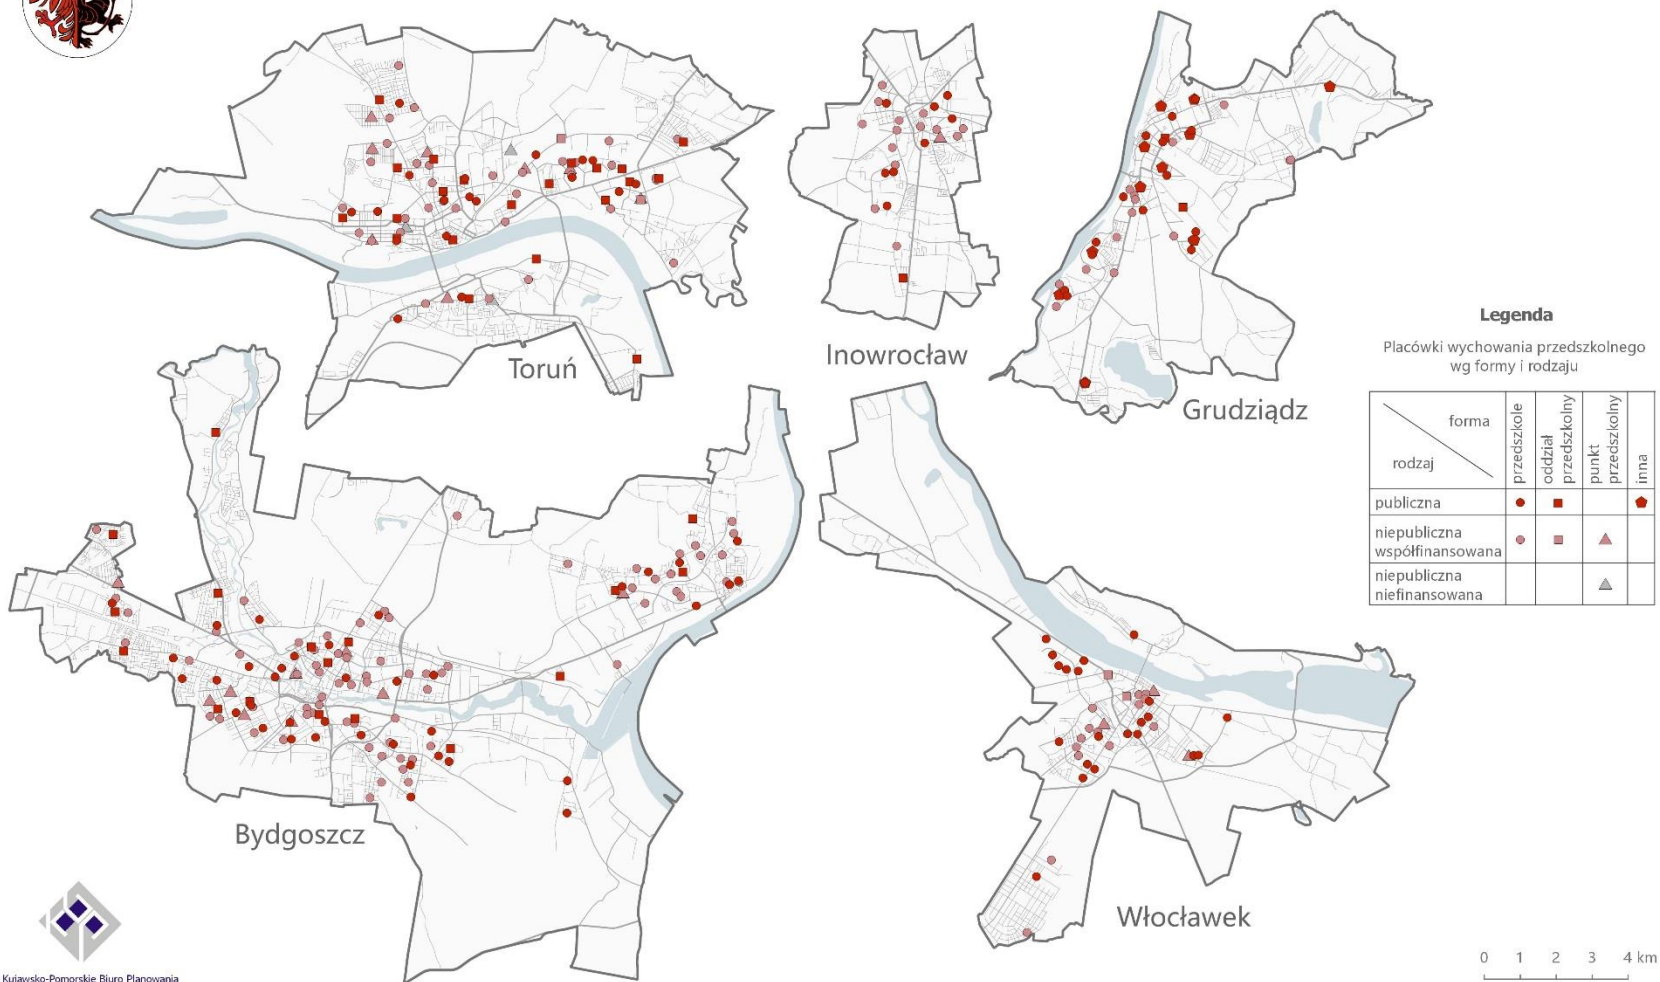 Toruń
Inowrocław
Grudziądz
Bydgoszcz
Włocławek
Legenda
Placówki wychowania przedszkolnego
wg formy i rodzaju
forma
rodzaj
przedszkole
oddział
przedszkolny
punkt
przedszkolny
inna
publiczna
niepubliczna
współfinansowana
niepubliczna
niefinansowana
Kujawsko-Pomorskie Biuro Planowania
0 1 2 3 4 km